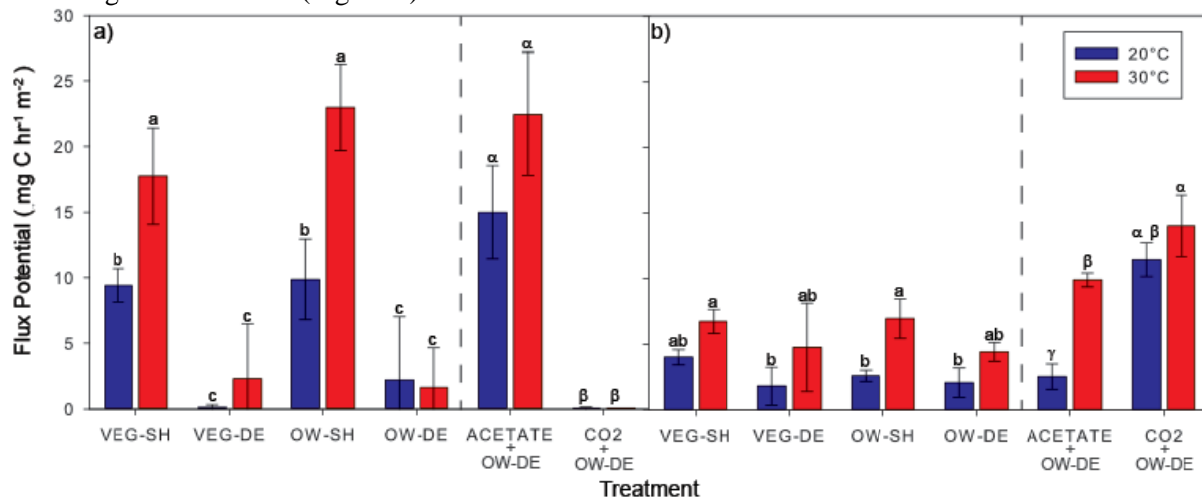 30
25
20
15
10
5
0
Flux Potential ( mg C hr¹ m⁻²)
a)
b
a
c
c
b
a
c
c
α
α
β
β
VEG-SH
VEG-DE
OW-SH
OW-DE
ACETATE
+
OW-DE
CO2
+
OW-DE
b)
20°C
30°C
ab
a
b
ab
b
a
b
ab
γ
β
α β
α
VEG-SH
VEG-DE
OW-SH
OW-DE
ACETATE
+
OW-DE
CO2
+
OW-DE
Treatment